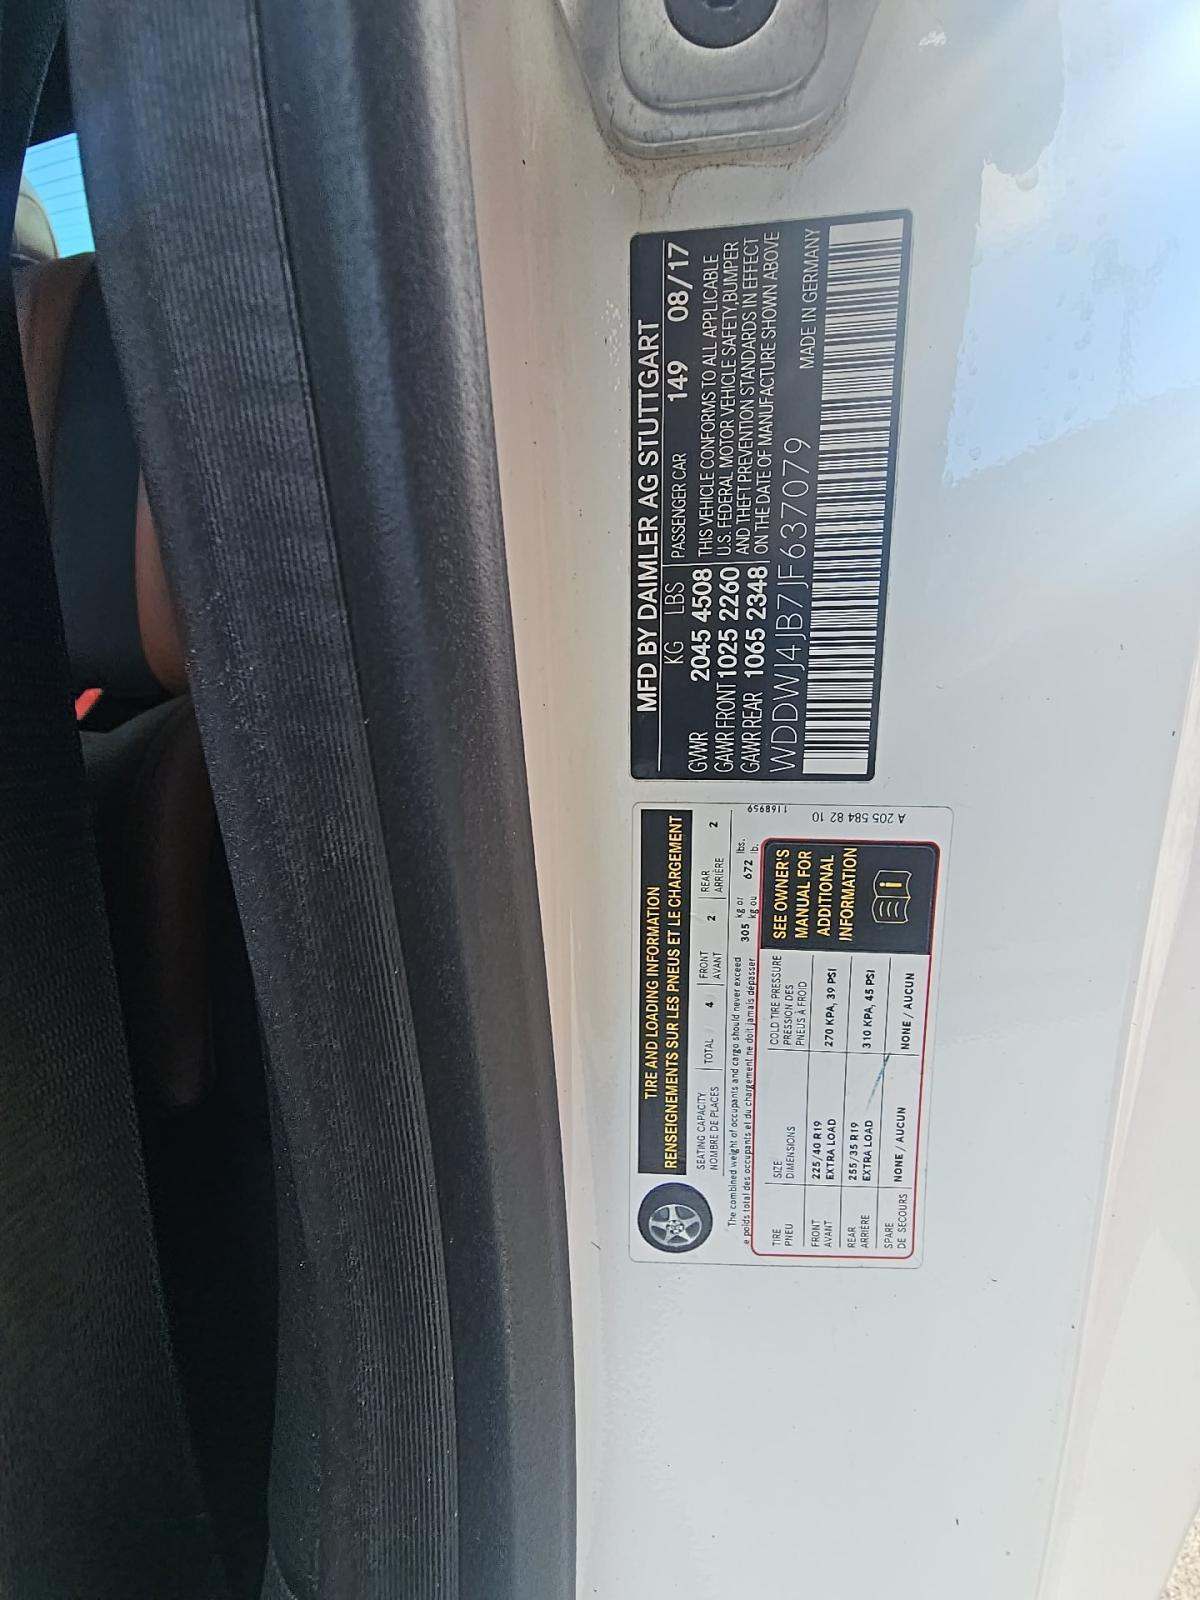 MFD BY DAIMLER AG STUTTGART
KG LBS PASSENGER CAR 149 08/17
GVWR 2045 4508
GAWR FRONT 1025 2260
GAWR REAR 1065 2348
THIS VEHICLE CONFORMS TO ALL APPLICABLE
U.S. FEDERAL MOTOR VEHICLE SAFETY, BUMPER
AND THEFT PREVENTION STANDARDS IN EFFECT
ON THE DATE OF MANUFACTURE SHOWN ABOVE
WDDWJ4JB7JF637079 MADE IN GERMANY
TIRE AND LOADING INFORMATION
RENSEIGNEMENTS SUR LES PNEUS ET LE CHARGEMENT
SEATING CAPACITY
NOMBRE DE PLACES
TOTAL 4
FRONT
AVANT
2
REAR
ARRIÈRE
2
The combined weight of occupants and cargo should never exceed 305 kg or 672 lbs.
e poids total des occupants et du chargement ne doit jamais dépasser kg ou lb.
TIRE
PNEU
SIZE
DIMENSIONS
COLD TIRE PRESSURE
PRESSION DES
PNEUS À FROID
FRONT
AVANT
225/40 R19
EXTRA LOAD
270 KPA, 39 PSI
REAR
ARRIÈRE
255/35 R19
EXTRA LOAD
310 KPA, 45 PSI
SPARE
DE SECOURS
NONE / AUCUN
NONE / AUCUN
SEE OWNER'S
MANUAL FOR
ADDITIONAL
INFORMATION
1168959
A 205 584 82 10